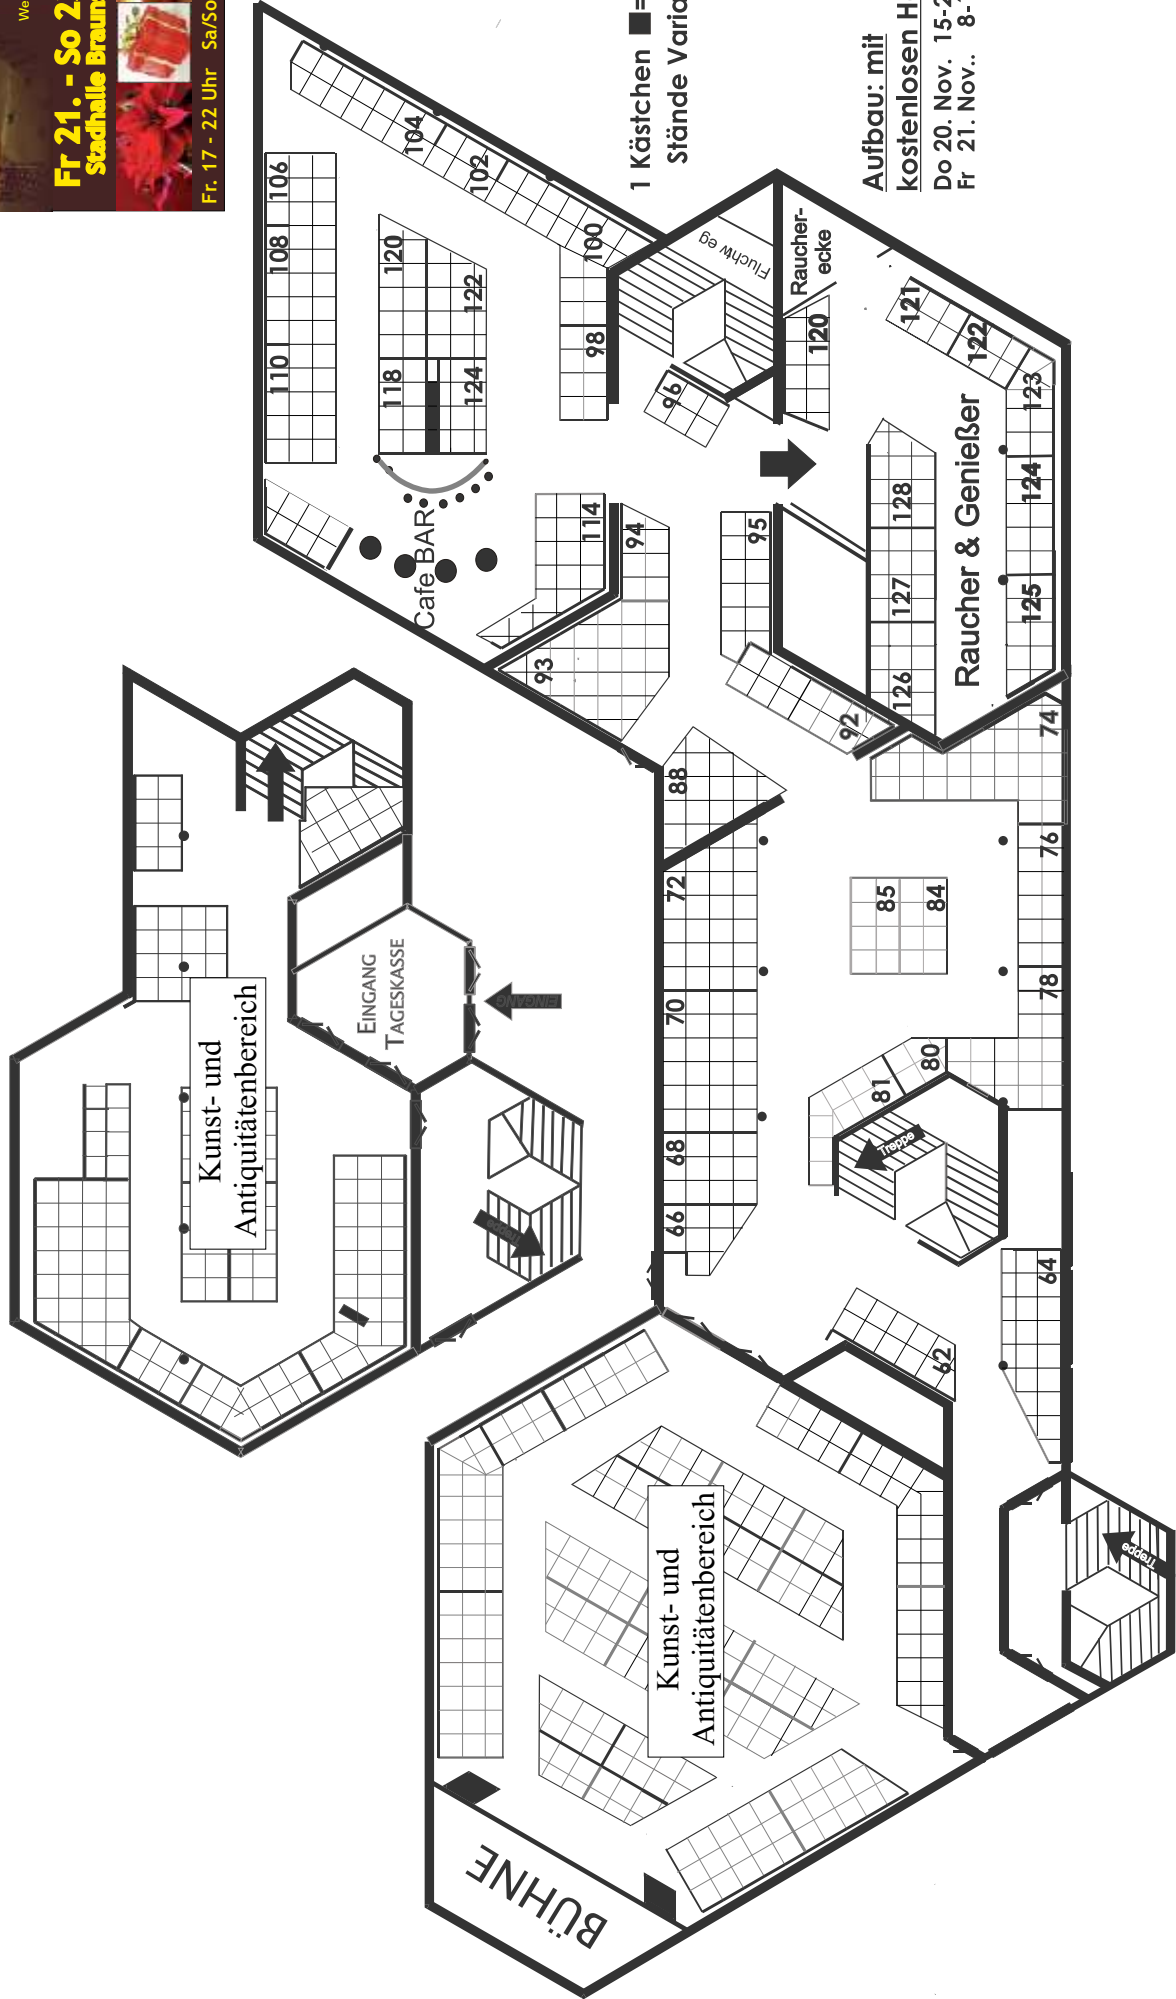 We
Fr 21. - So 2
Stadhalle Braun
Fr. 17 - 22 Uhr Sa/So
1 Kästchen ■=
Stände Varia
Aufbau: mit
kostenlosen H
Do 20. Nov. 15-2
Fr 21. Nov.. 8-
106
108
110
104
102
100
98
120
122
118
124
Cafe BAR
114
96
94
93
95
92
Fluchtweg
Raucher-
ecke
120
121
122
123
124
125
128
127
126
Raucher & Genießer
88
72
70
68
66
74
76
78
85
84
80
81
Treppe
64
62
Treppe
EINGANG
TAGESKASSE
EINGANG
Treppe
Kunst- und
Antiquitätenbereich
Kunst- und
Antiquitätenbereich
BÜHNE